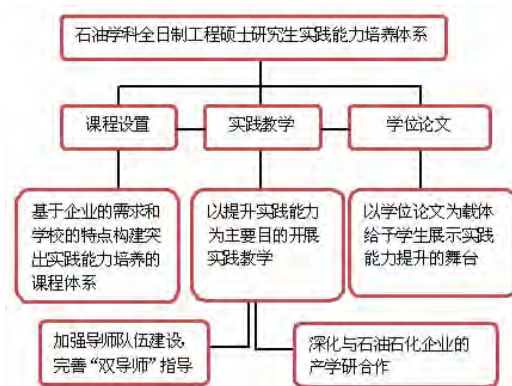 石油学科全日制工程硕士研究生实践能力培养体系
课程设置
实践教学
学位论文
基于企业的需求和
学校的特点构建突
出实践能力培养的
课程体系
以提升实践能力
为主要目的开展
实践教学
以学位论文为载体
给予学生展示实践
能力提升的舞台
加强导师队伍建设,
完善“双导师”指导
深化与石油石化企业的
产学研合作